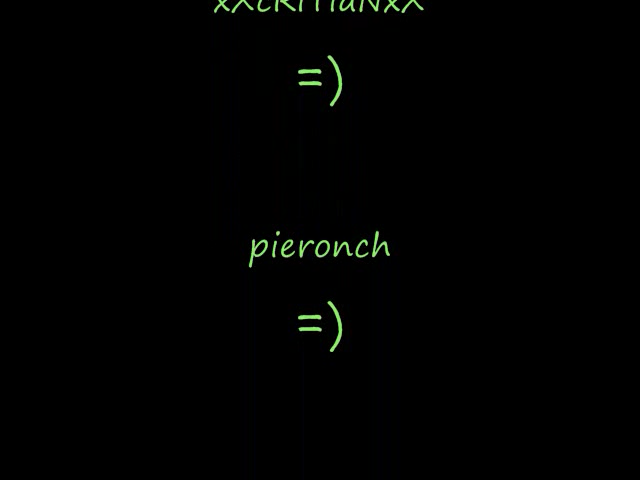 =)
pieronch
=)